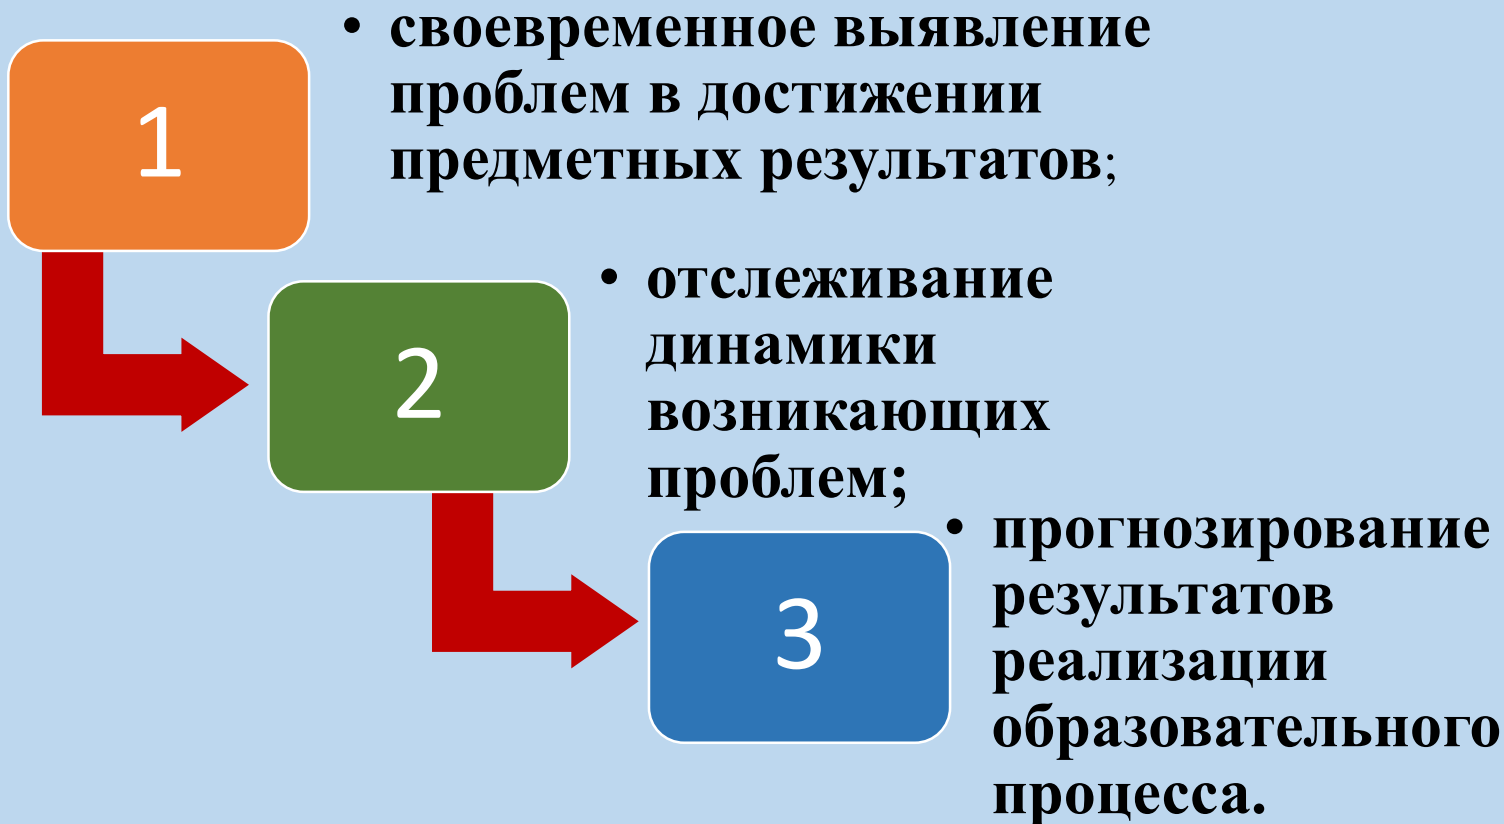 1
• своевременное выявление
проблем в достижении
предметных результатов;
2
• отслеживание
динамики
возникающих
проблем;
3
• прогнозирование
результатов
реализации
образовательного
процесса.